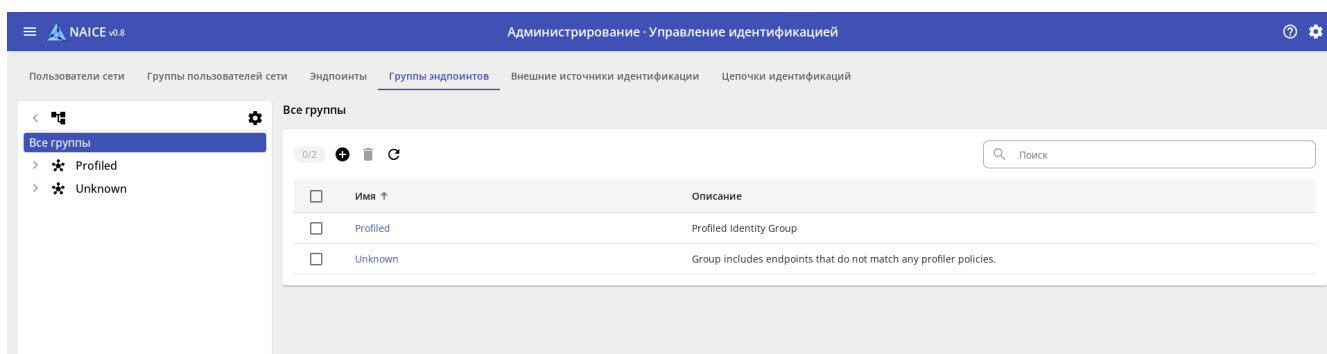 NAICE v0.8
Администрирование · Управление идентификацией
Пользователи сети Группы пользователей сети Эндпоинты Группы эндпоинтов Внешние источники идентификации Цепочки идентификаций
Все группы
Profiled
Unknown
Все группы
0/2 Поиск
Имя ↑ Описание
Profiled Profiled Identity Group
Unknown Group includes endpoints that do not match any profiler policies.